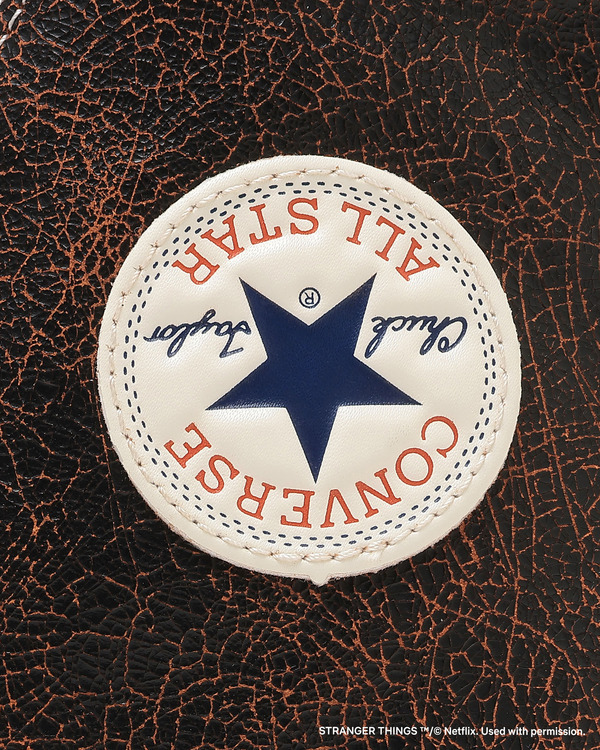 CONVERSE
®
Chuck Taylor
ALL STAR
STRANGER THINGS ™/© Netflix. Used with permission.